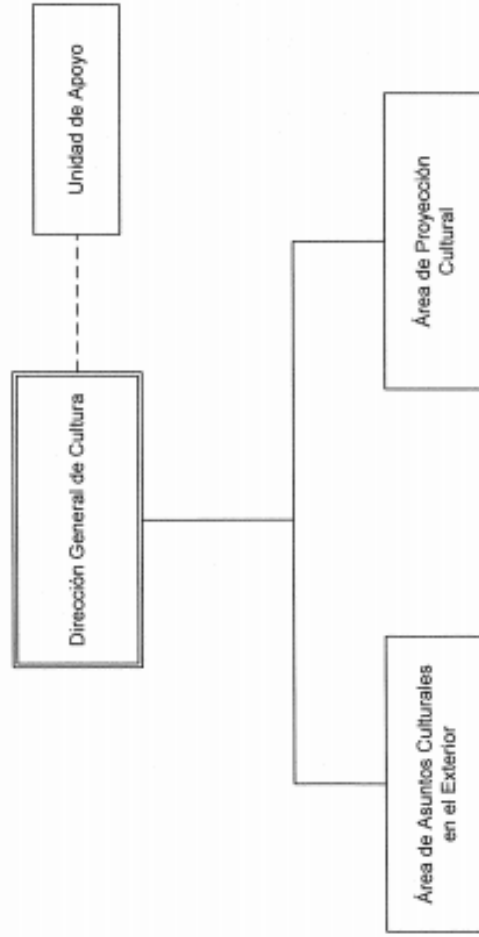 Dirección General de Cultura
Unidad de Apoyo
Área de Asuntos Culturales
en el Exterior
Área de Proyección
Cultural